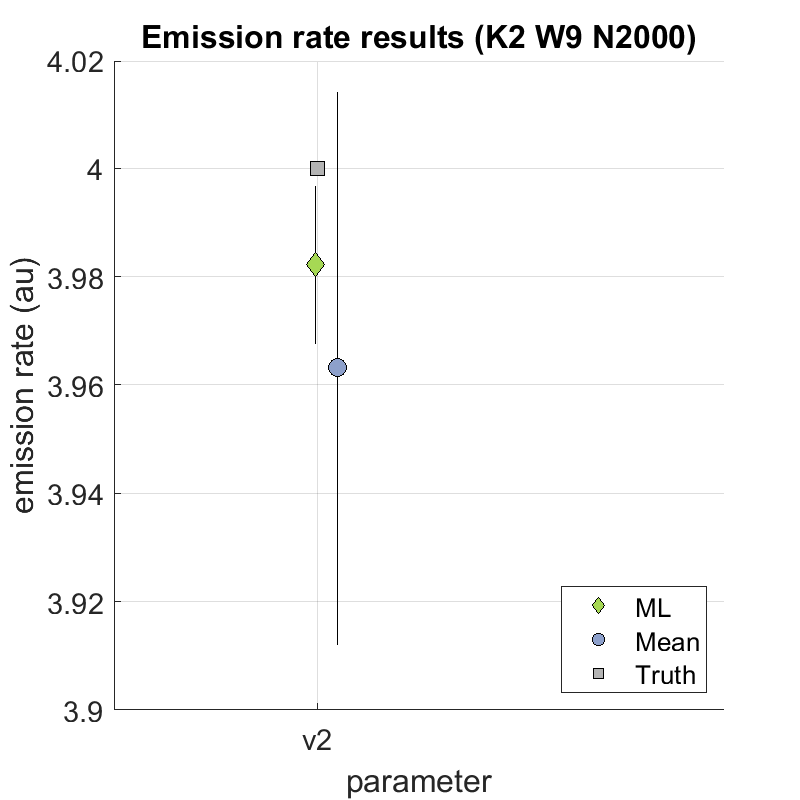 Emission rate results (K2 W9 N2000)
4.02
4
3.98
3.96
3.94
3.92
3.9
emission rate (au)
v2
parameter
ML
Mean
Truth